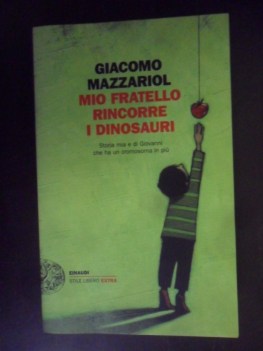 GIACOMO
MAZZARIOL
MIO FRATELLO
RINCORRE
I DINOSAURI
Storia mia e di Giovanni
che ha un cromosoma in più
EINAUDI
STILE LIBERO EXTRA